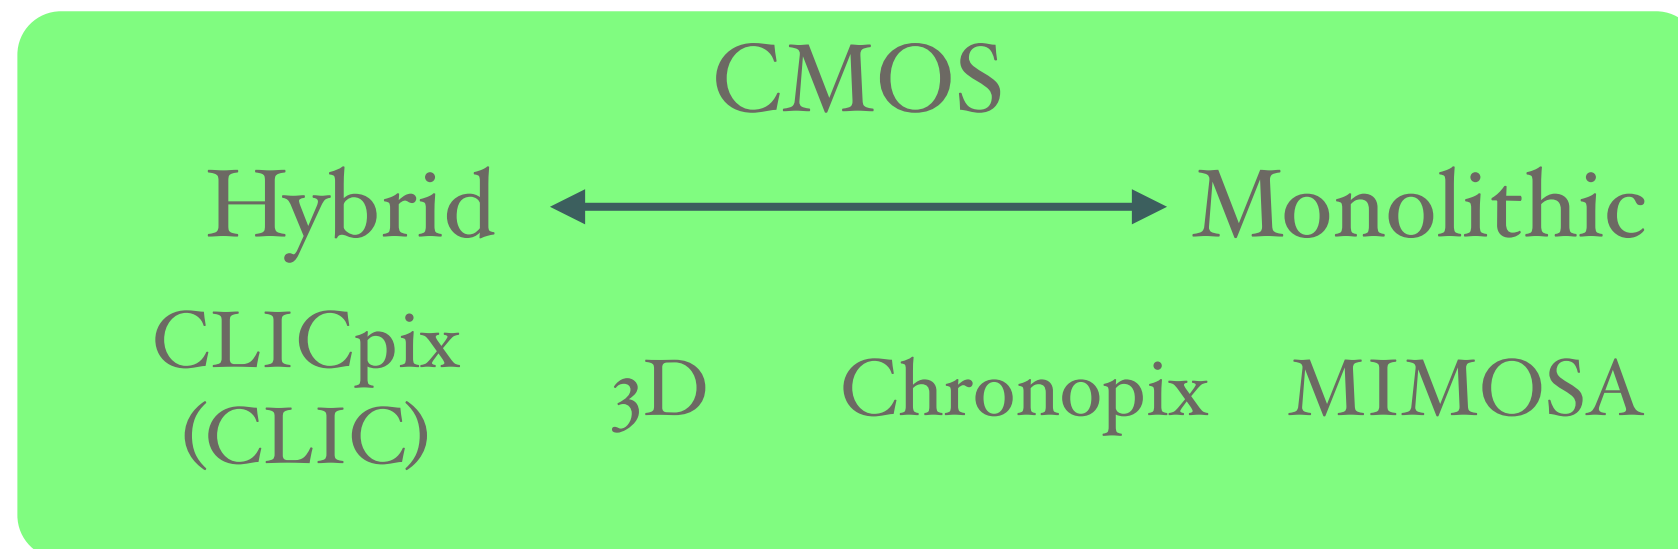 CMOS
Hybrid Monolithic
CLICpix
(CLIC)
3D Chronopix MIMOSA